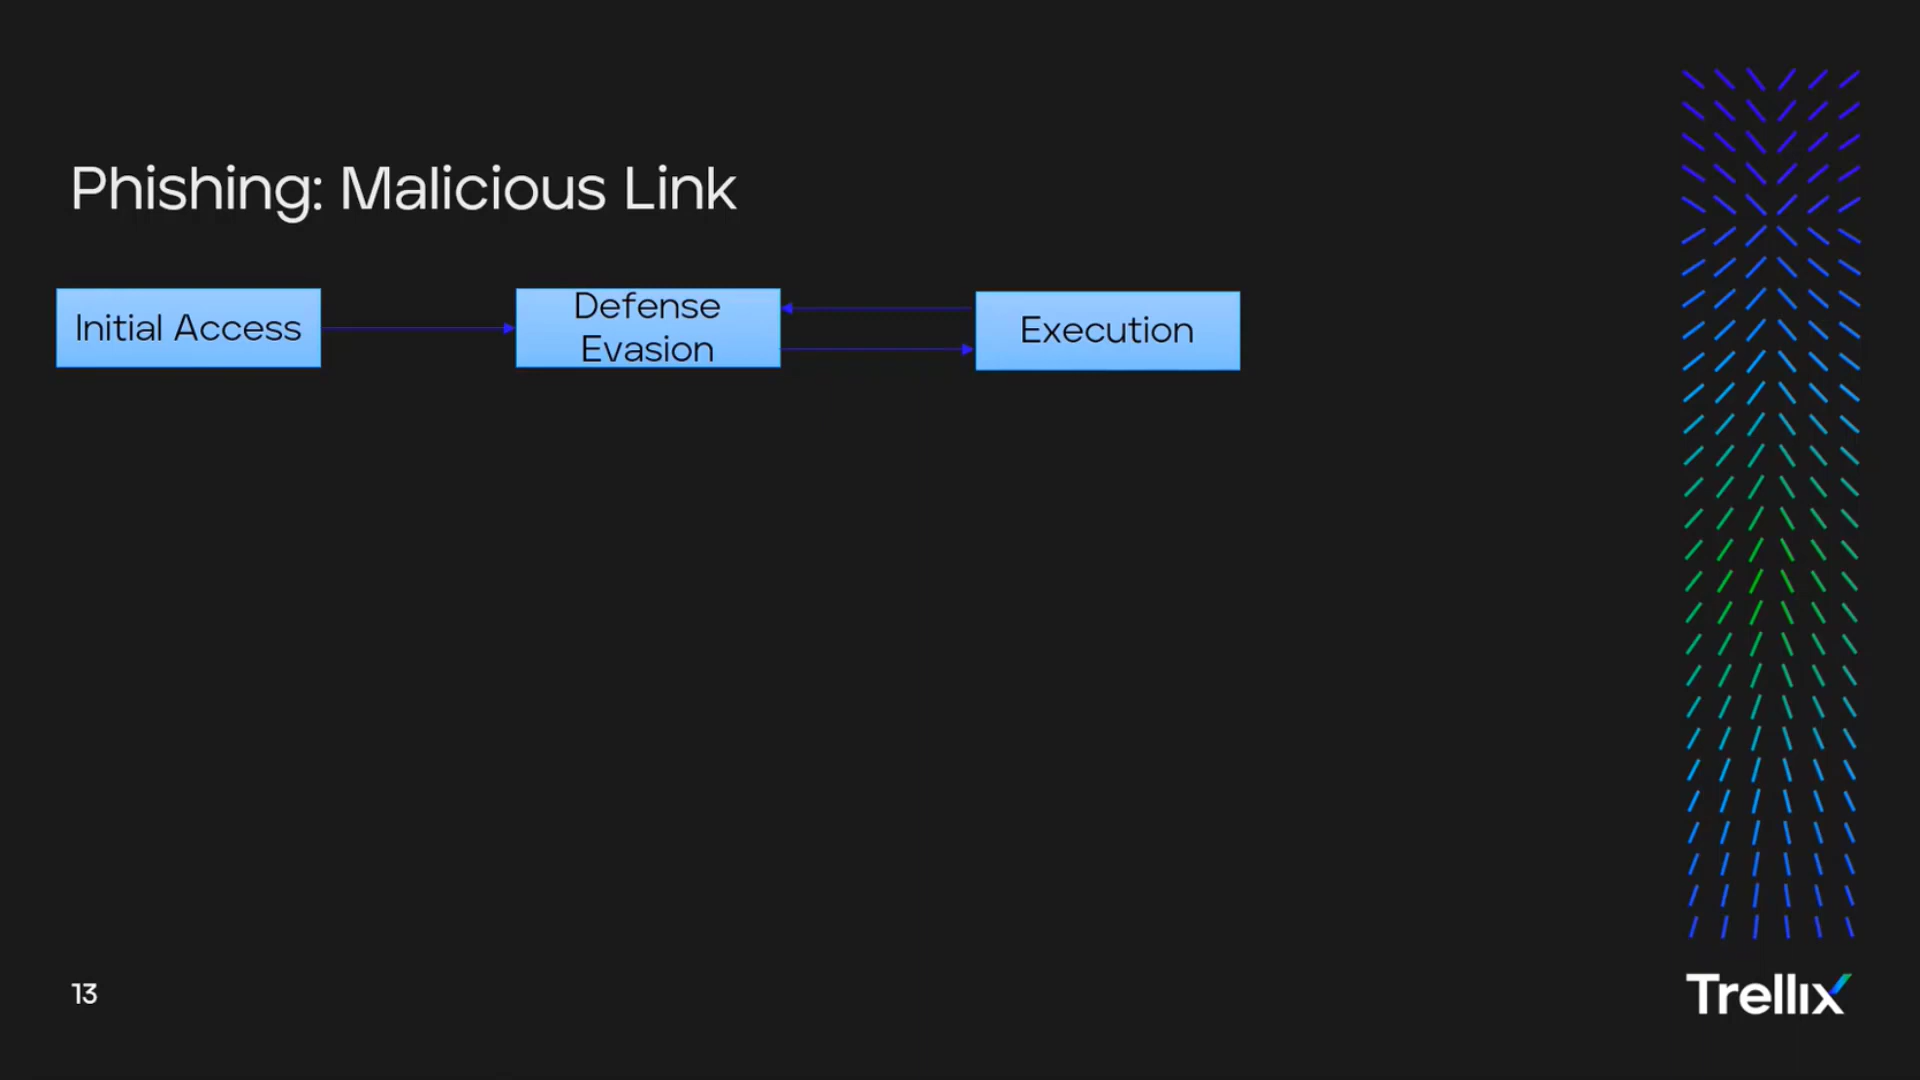 Phishing: Malicious Link
Initial Access
Defense
Evasion
Execution
13
Trellix